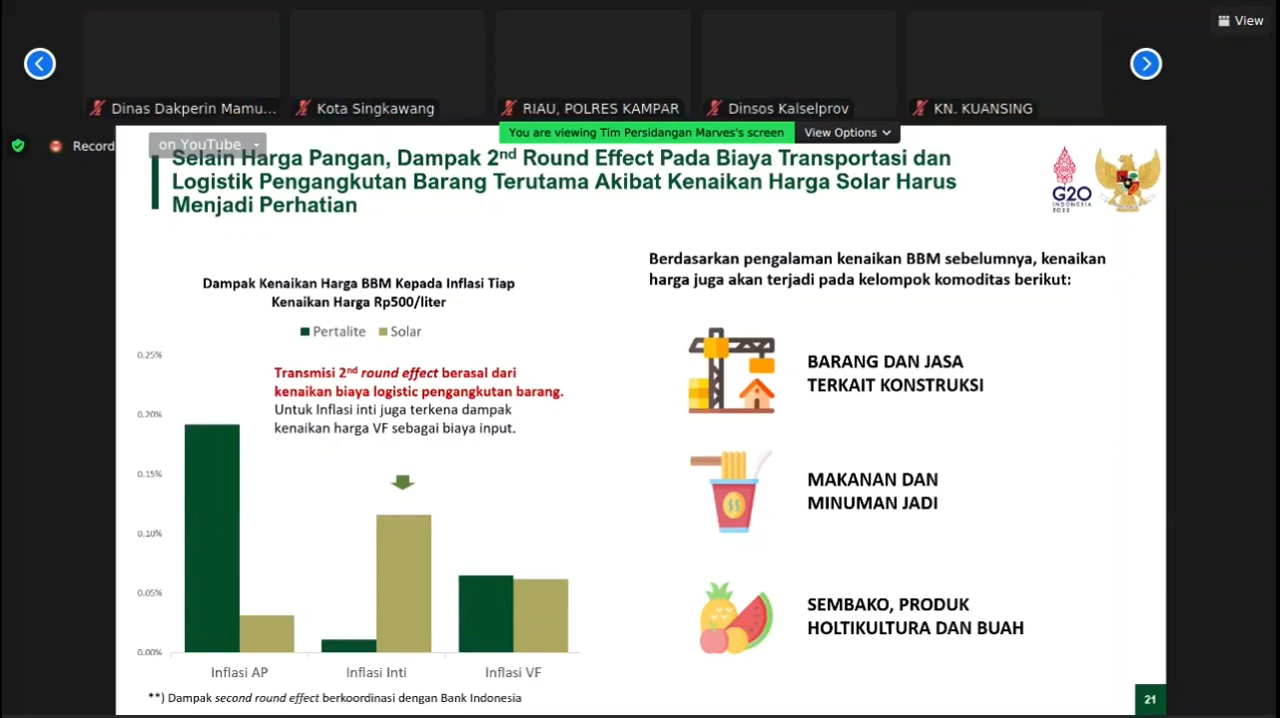 View
Dinas Dakperin Mamu...
Kota Singkawang
RIAU, POLRES KAMPAR
Dinsos Kalselprov
KN. KUANSING
You are viewing Tim Persidangan Marves's screen
View Options
Record
on YouTube
Selain Harga Pangan, Dampak 2nd Round Effect Pada Biaya Transportasi dan
Logistik Pengangkutan Barang Terutama Akibat Kenaikan Harga Solar Harus
Menjadi Perhatian
G20
INDONESIA
2022
Dampak Kenaikan Harga BBM Kepada Inflasi Tiap
Kenaikan Harga Rp500/liter
Pertalite Solar
0.25%
0.20%
0.15%
0.10%
0.05%
0.00%
Transmisi 2nd round effect berasal dari
kenaikan biaya logistic pengangkutan barang.
Untuk Inflasi inti juga terkena dampak
kenaikan harga VF sebagai biaya input.
Inflasi AP
Inflasi Inti
Inflasi VF
**) Dampak second round effect berkoordinasi dengan Bank Indonesia
Berdasarkan pengalaman kenaikan BBM sebelumnya, kenaikan
harga juga akan terjadi pada kelompok komoditas berikut:
BARANG DAN JASA
TERKAIT KONSTRUKSI
MAKANAN DAN
MINUMAN JADI
SEMBAKO, PRODUK
HOLTIKULTURA DAN BUAH
21